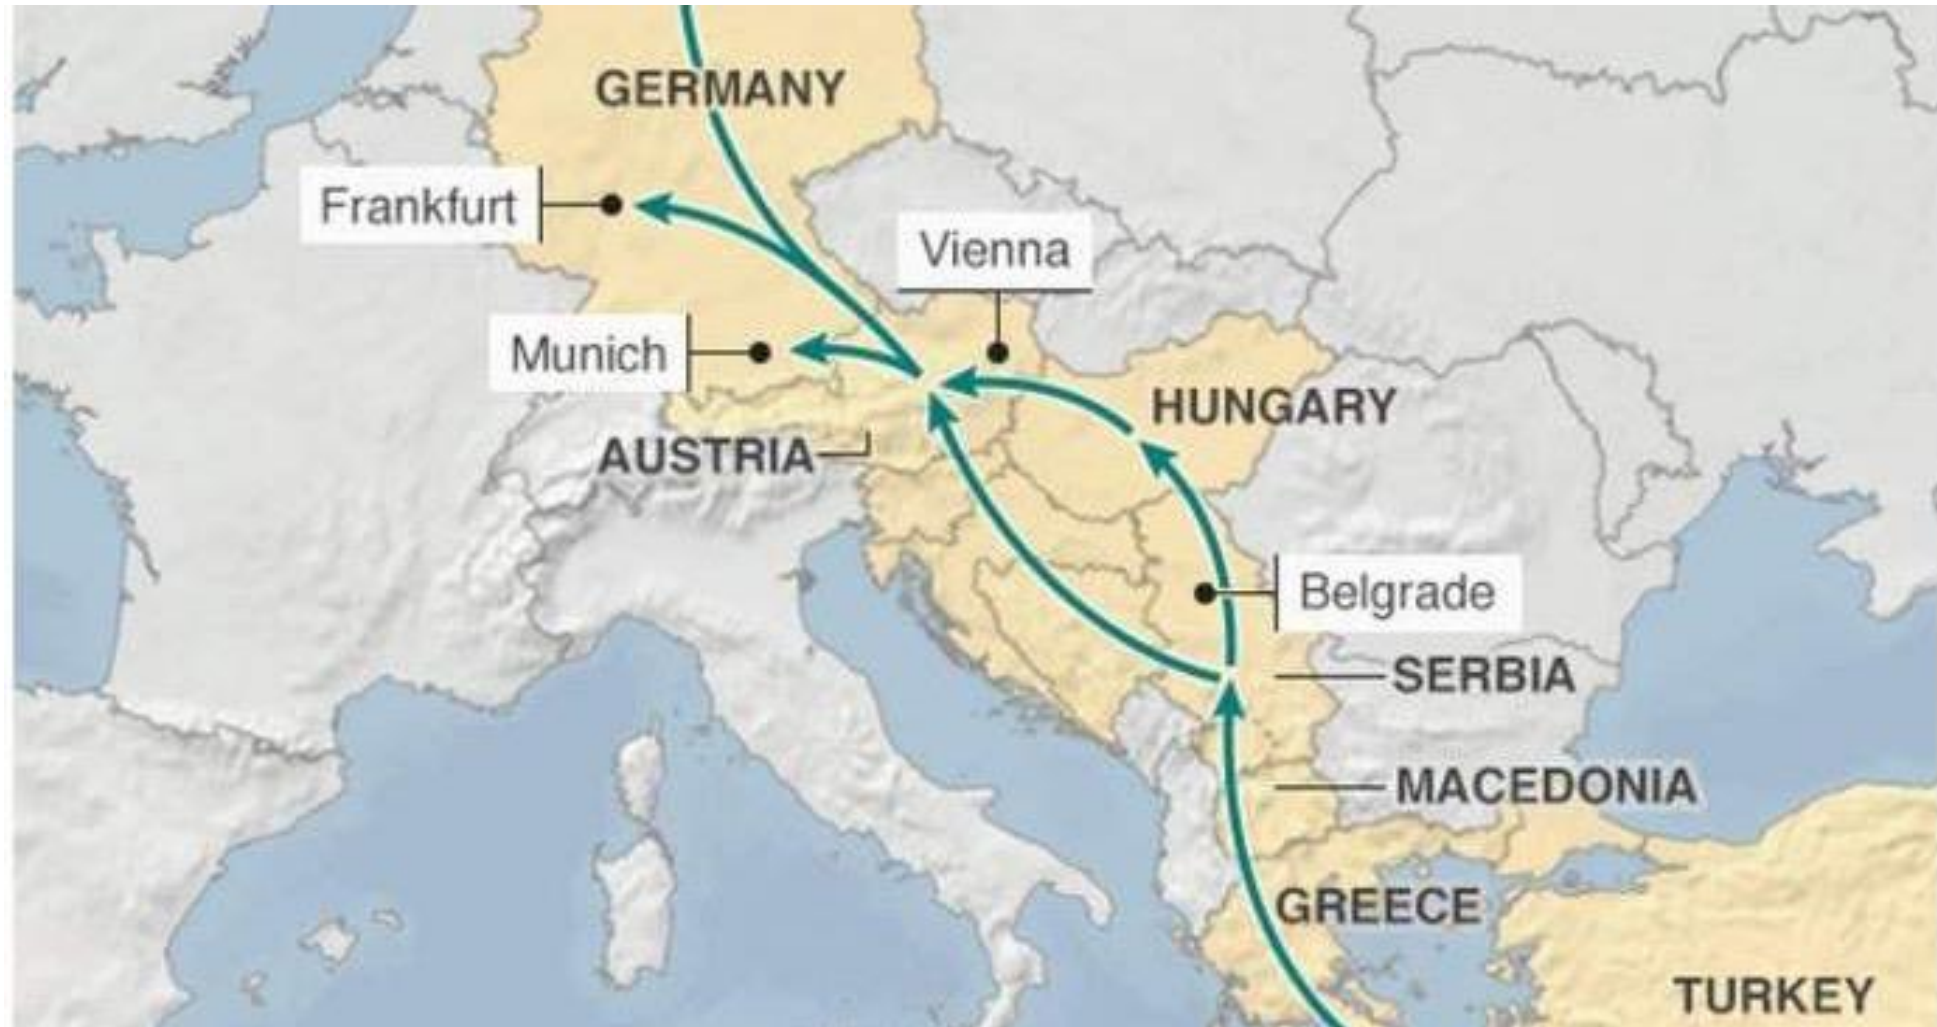 GERMANY
Frankfurt
Vienna
Munich
HUNGARY
AUSTRIA
Belgrade
SERBIA
MACEDONIA
GREECE
TURKEY